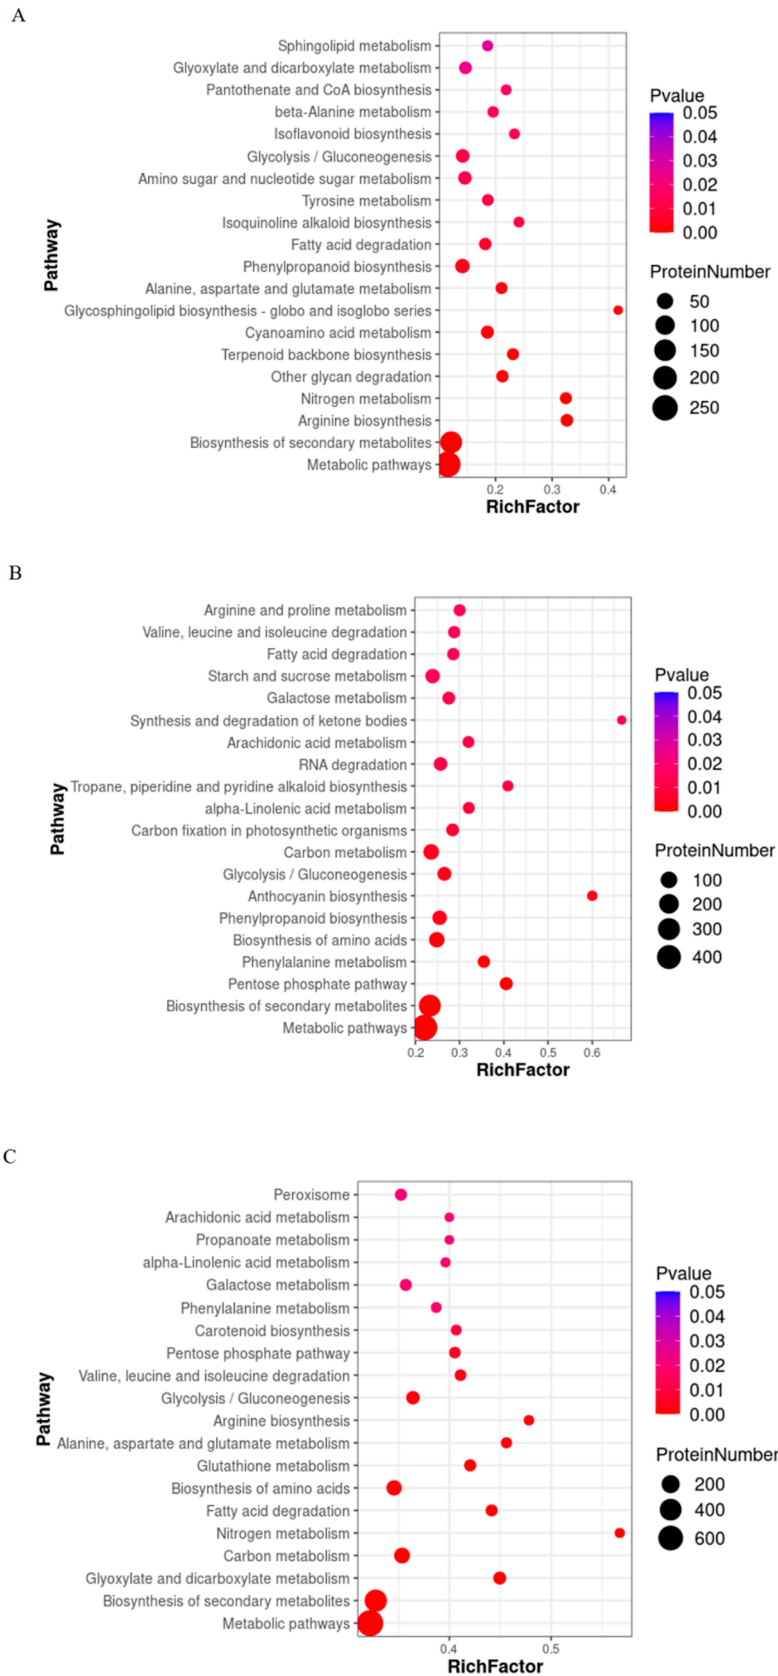 A
Sphingolipid metabolism
Glyoxylate and dicarboxylate metabolism
Pantothenate and CoA biosynthesis
beta-Alanine metabolism
Isoflavonoid biosynthesis
Glycolysis / Gluconeogenesis
Amino sugar and nucleotide sugar metabolism
Tyrosine metabolism
Isoquinoline alkaloid biosynthesis
Fatty acid degradation
Phenylpropanoid biosynthesis
Alanine, aspartate and glutamate metabolism
Glycosphingolipid biosynthesis - globo and isoglobo series
Cyanoamino acid metabolism
Terpenoid backbone biosynthesis
Other glycan degradation
Nitrogen metabolism
Arginine biosynthesis
Biosynthesis of secondary metabolites
Metabolic pathways
Pathway
0.2 0.3 0.4
RichFactor
Pvalue
0.05
0.04
0.03
0.02
0.01
0.00
ProteinNumber
50
100
150
200
250
B
Arginine and proline metabolism
Valine, leucine and isoleucine degradation
Fatty acid degradation
Starch and sucrose metabolism
Galactose metabolism
Synthesis and degradation of ketone bodies
Arachidonic acid metabolism
RNA degradation
Tropane, piperidine and pyridine alkaloid biosynthesis
alpha-Linolenic acid metabolism
Carbon fixation in photosynthetic organisms
Carbon metabolism
Glycolysis / Gluconeogenesis
Anthocyanin biosynthesis
Phenylpropanoid biosynthesis
Biosynthesis of amino acids
Phenylalanine metabolism
Pentose phosphate pathway
Biosynthesis of secondary metabolites
Metabolic pathways
Pathway
0.2 0.3 0.4 0.5 0.6
RichFactor
Pvalue
0.05
0.04
0.03
0.02
0.01
0.00
ProteinNumber
100
200
300
400
C
Peroxisome
Arachidonic acid metabolism
Propanoate metabolism
alpha-Linolenic acid metabolism
Galactose metabolism
Phenylalanine metabolism
Carotenoid biosynthesis
Pentose phosphate pathway
Valine, leucine and isoleucine degradation
Glycolysis / Gluconeogenesis
Arginine biosynthesis
Alanine, aspartate and glutamate metabolism
Glutathione metabolism
Biosynthesis of amino acids
Fatty acid degradation
Nitrogen metabolism
Carbon metabolism
Glyoxylate and dicarboxylate metabolism
Biosynthesis of secondary metabolites
Metabolic pathways
Pathway
0.4 0.5
RichFactor
Pvalue
0.05
0.04
0.03
0.02
0.01
0.00
ProteinNumber
200
400
600